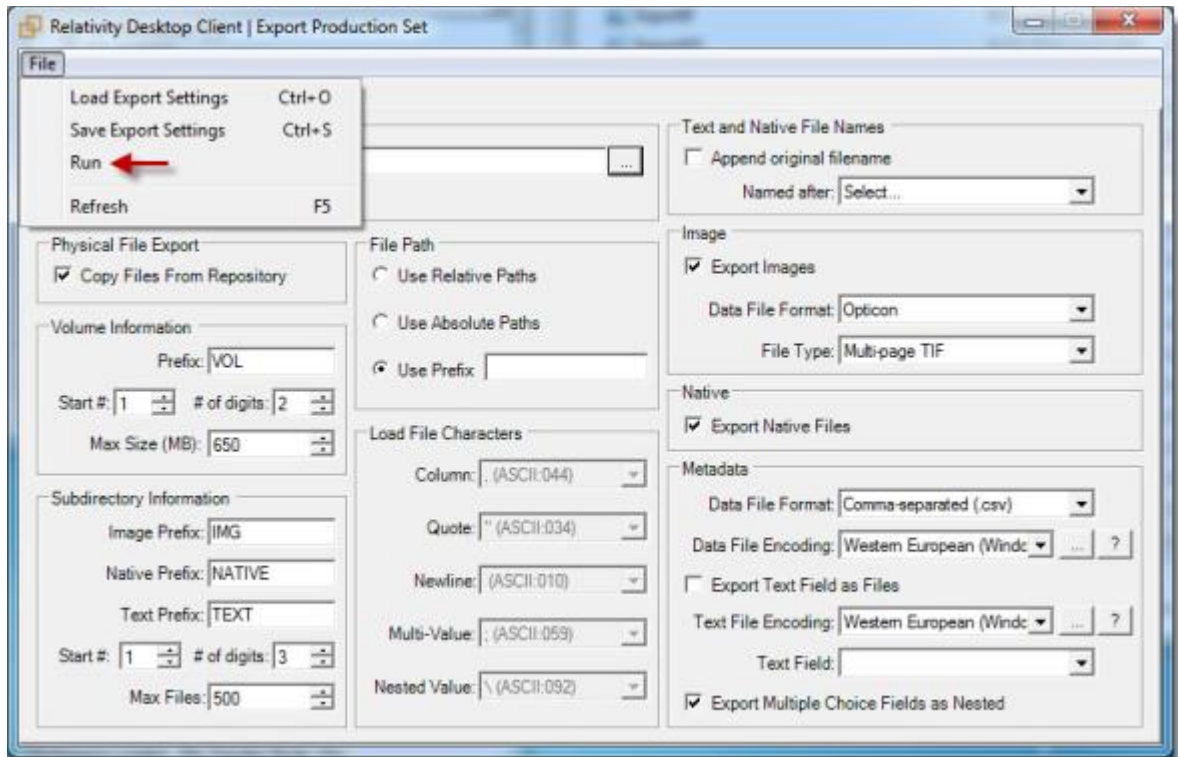 Relativity Desktop Client | Export Production Set
File
Load Export Settings Ctrl+O
Save Export Settings Ctrl+S
Run
Refresh F5
...
Text and Native File Names
Append original filename
Named after: Select...
Physical File Export
Copy Files From Repository
Volume Information
Prefix: VOL
Start #: 1 # of digits: 2
Max Size (MB): 650
Subdirectory Information
Image Prefix: IMG
Native Prefix: NATIVE
Text Prefix: TEXT
Start #: 1 # of digits: 3
Max Files: 500
File Path
Use Relative Paths
Use Absolute Paths
Use Prefix
Load File Characters
Column: , (ASCII:044)
Quote: " (ASCII:034)
Newline: (ASCII:010)
Multi-Value: ; (ASCII:059)
Nested Value: \ (ASCII:092)
Image
Export Images
Data File Format: Opticon
File Type: Multi-page TIF
Native
Export Native Files
Metadata
Data File Format: Comma-separated (.csv)
Data File Encoding: Western European (Windc ... ?
Export Text Field as Files
Text File Encoding: Western European (Windc ... ?
Text Field:
Export Multiple Choice Fields as Nested